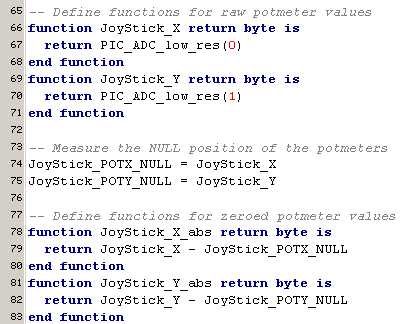 65 -- Define functions for raw potmeter values
66 function JoyStick_X return byte is
67 return PIC_ADC_low_res(0)
68 end function
69 function JoyStick_Y return byte is
70 return PIC_ADC_low_res(1)
71 end function
72
73 -- Measure the NULL position of the potmeters
74 JoyStick_POTX_NULL = JoyStick_X
75 JoyStick_POTY_NULL = JoyStick_Y
76
77 -- Define functions for zeroed potmeter values
78 function JoyStick_X_abs return byte is
79 return JoyStick_X - JoyStick_POTX_NULL
80 end function
81 function JoyStick_Y_abs return byte is
82 return JoyStick_Y - JoyStick_POTY_NULL
83 end function